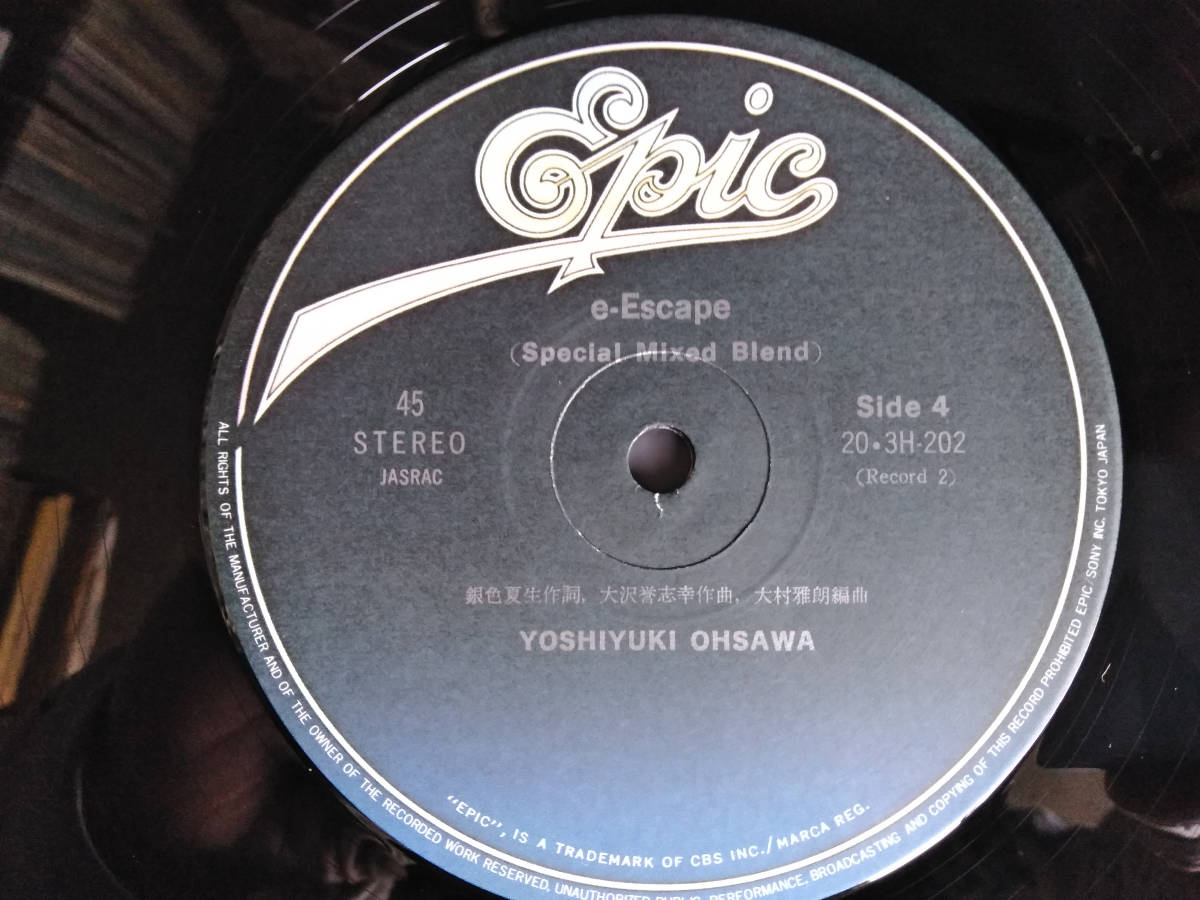 Epic
e-Escape
(Special Mixed Blend)
45
STEREO
JASRAC
Side 4
20•3H-202
(Record 2)
銀色夏生作詞, 大沢誉志幸作曲, 大村雅朗編曲
YOSHIYUKI OHSAWA
"EPIC", IS A TRADEMARK OF CBS INC./MARCA REG.
ALL RIGHTS OF THE MANUFACTURER AND OF THE OWNER OF THE RECORDED WORK RESERVED, UNAUTHORIZED PUBLIC PERFORMANCE, BROADCASTING AND COPYING OF THIS RECORD PROHIBITED EPIC/SONY INC. TOKYO JAPAN